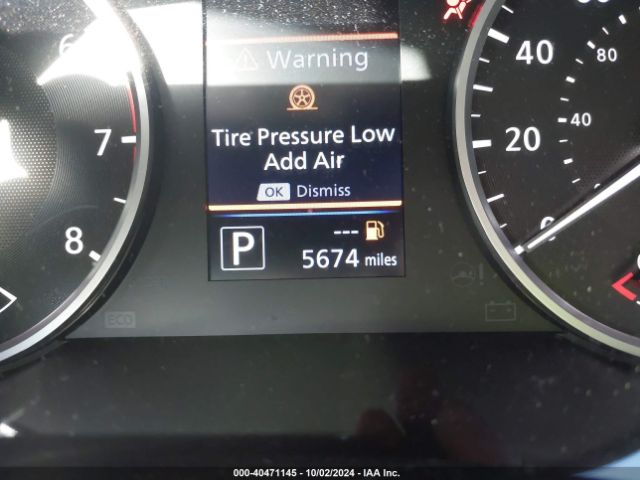 Warning
Tire Pressure Low
Add Air
OK Dismiss
P
---
5674 miles
6
7
8
ECO
40
80
20
40
0
000-40471145 - 10/02/2024 - IAA Inc.